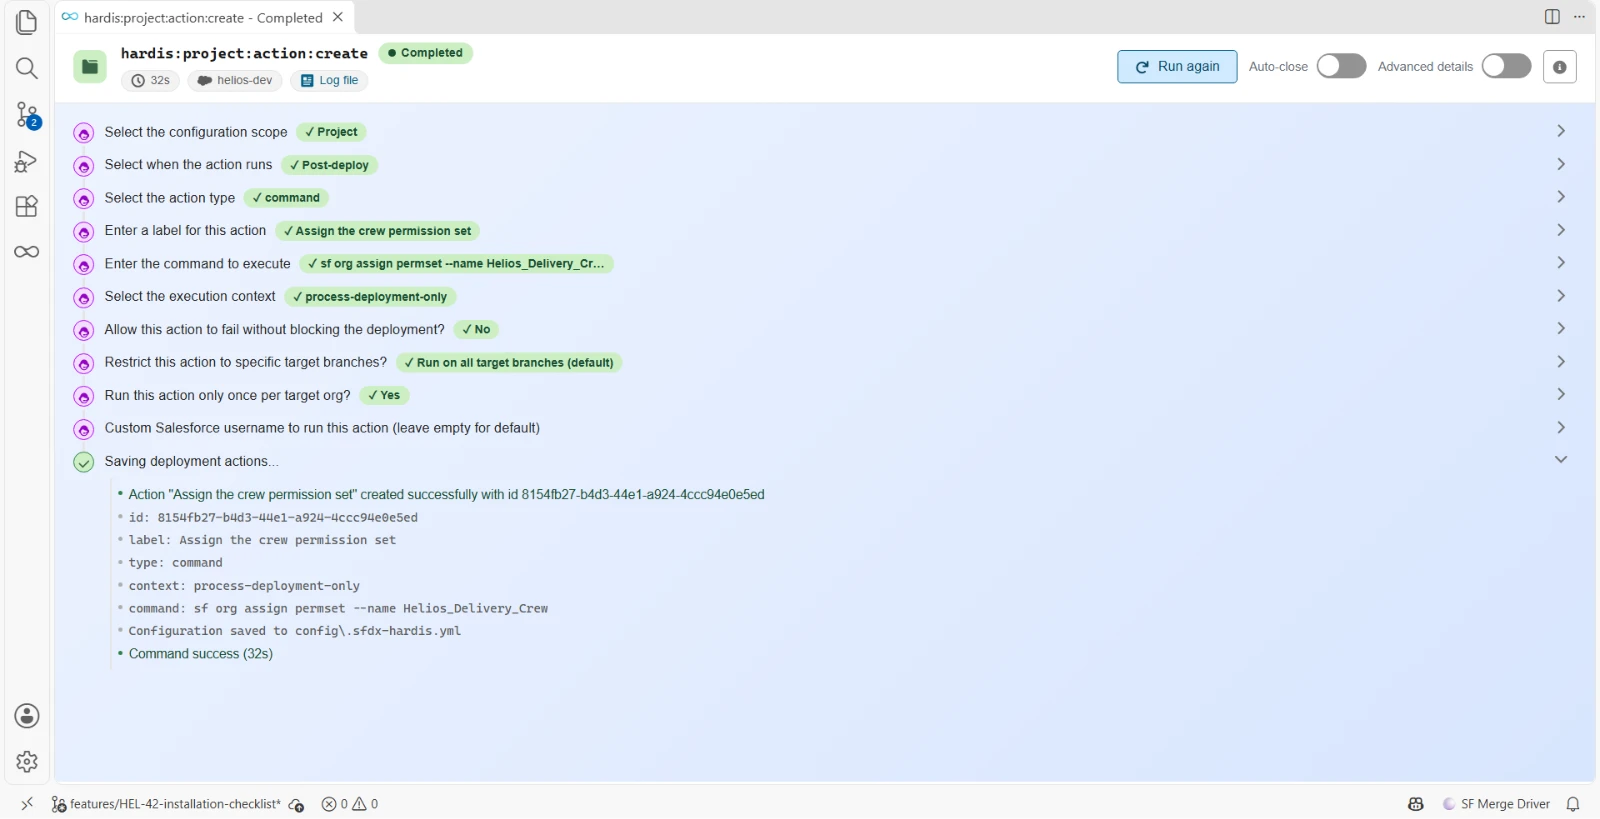 hardis:project:action:create - Completed
hardis:project:action:create
Completed
32s
helios-dev
Log file
Run again
Auto-close
Advanced details
2
Select the configuration scope ✓ Project
Select when the action runs ✓ Post-deploy
Select the action type ✓ command
Enter a label for this action ✓ Assign the crew permission set
Enter the command to execute ✓ sf org assign permset --name Helios_Delivery_Cr...
Select the execution context ✓ process-deployment-only
Allow this action to fail without blocking the deployment? ✓ No
Restrict this action to specific target branches? ✓ Run on all target branches (default)
Run this action only once per target org? ✓ Yes
Custom Salesforce username to run this action (leave empty for default)
Saving deployment actions...
• Action "Assign the crew permission set" created successfully with id 8154fb27-b4d3-44e1-a924-4ccc94e0e5ed
• id: 8154fb27-b4d3-44e1-a924-4ccc94e0e5ed
• label: Assign the crew permission set
• type: command
• context: process-deployment-only
• command: sf org assign permset --name Helios_Delivery_Crew
• Configuration saved to config\.sfdx-hardis.yml
• Command success (32s)
features/HEL-42-installation-checklist*
0
0
SF Merge Driver